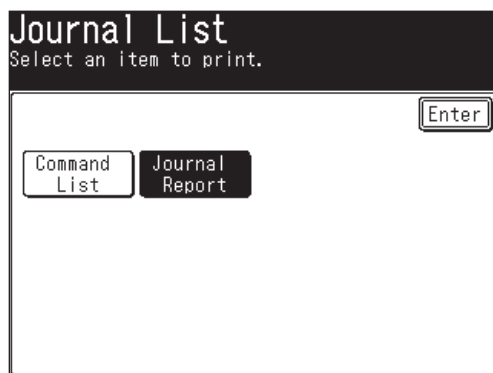 Journal List
Select an item to print.
Enter
Command Journal
List Report